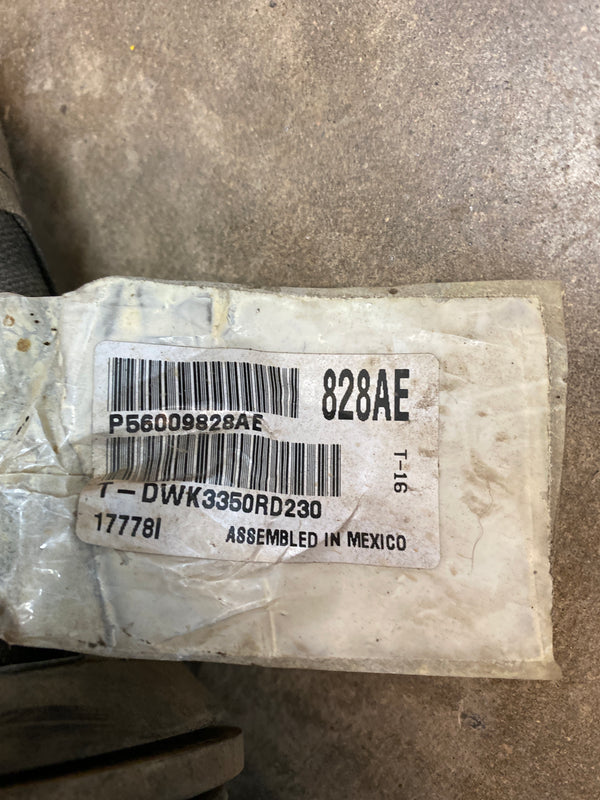 828AE
P56009828AE
T-16
T-DWK3350RD230
17778I
ASSEMBLED IN MEXICO